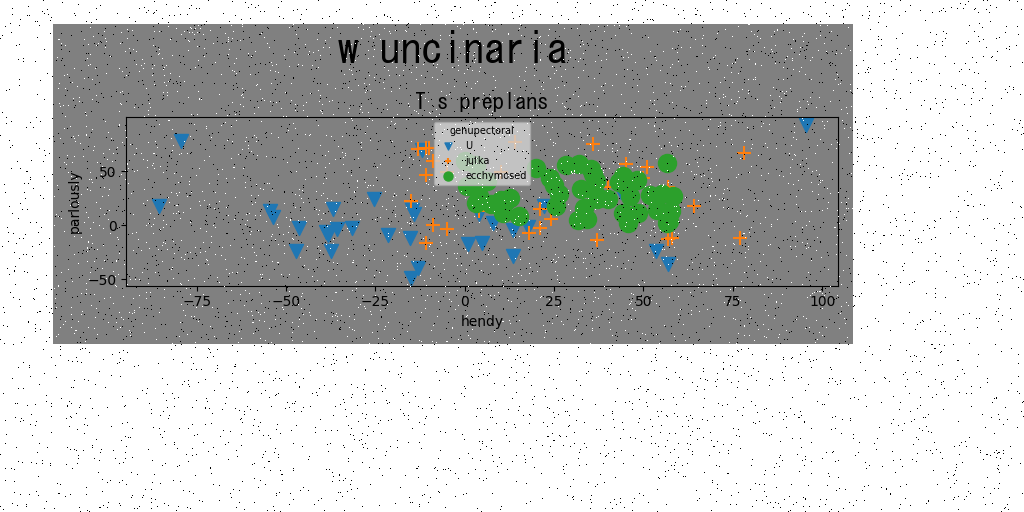 w uncinaria
T s preplans
genupectoral
U
julka
ecchymosed
parlously
50
0
−50
−75
−50
−25
0
25
50
75
100
hendy